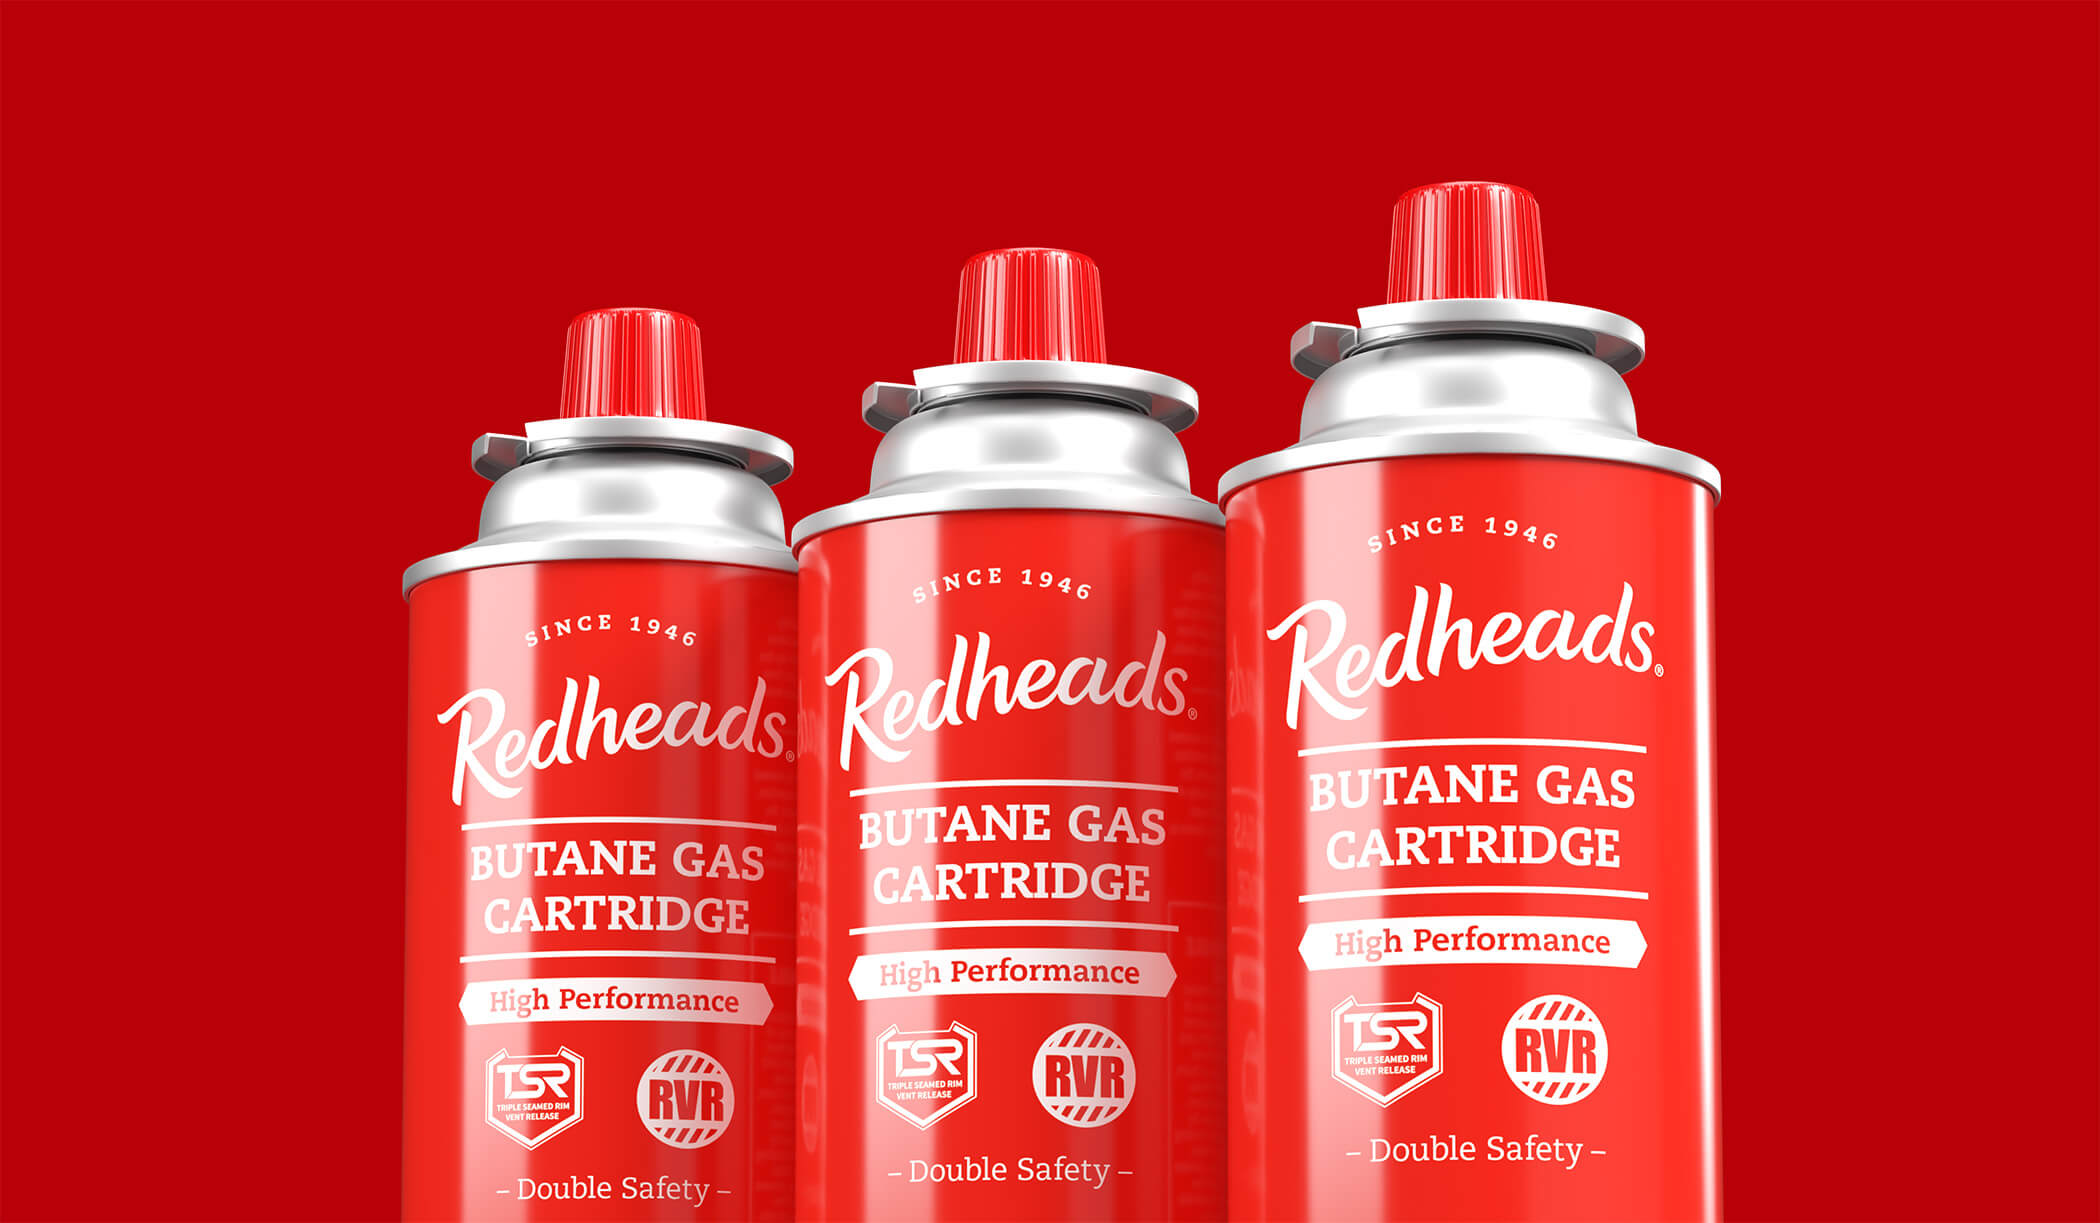 SINCE 1946
Redheads®
BUTANE GAS
CARTRIDGE
High Performance
TSR
TRIPLE SEAMED RIM
VENT RELEASE
RVR
– Double Safety –
SINCE 1946
Redheads®
BUTANE GAS
CARTRIDGE
High Performance
TSR
TRIPLE SEAMED RIM
VENT RELEASE
RVR
– Double Safety –
SINCE 1946
Redheads®
BUTANE GAS
CARTRIDGE
High Performance
TSR
TRIPLE SEAMED RIM
VENT RELEASE
RVR
– Double Safety –